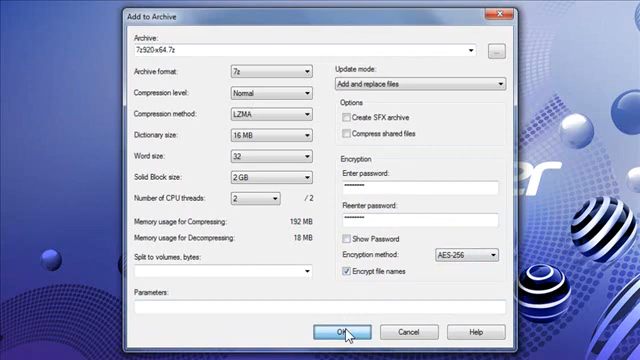 Add to Archive
Archive:
7z920-x64.7z
...
Archive format:
7z
Update mode:
Add and replace files
Compression level:
Normal
Options
Compression method:
LZMA
Create SFX archive
Dictionary size:
16 MB
Compress shared files
Word size:
32
Encryption
Solid Block size:
2 GB
Enter password:
********
Number of CPU threads:
2
/ 2
Reenter password:
********
Memory usage for Compressing:
192 MB
Memory usage for Decompressing:
18 MB
Show Password
Split to volumes, bytes:
Encryption method:
AES-256
Encrypt file names
Parameters:
OK
Cancel
Help
er